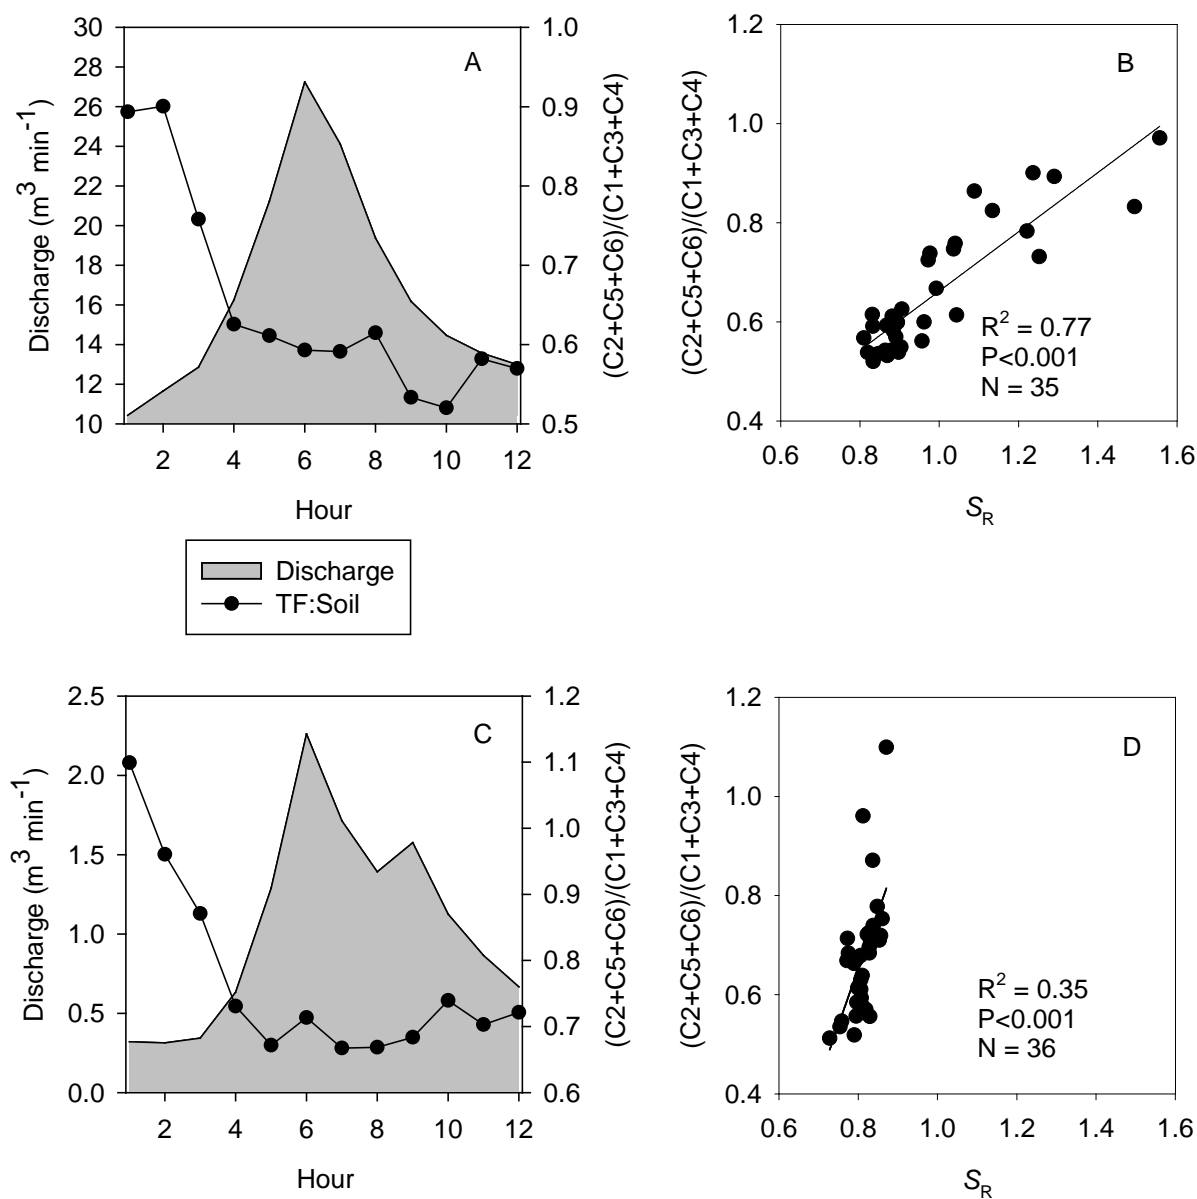 A
30
28
26
24
22
20
18
16
14
12
10
Discharge (m³ min⁻¹)
1.0
0.9
0.8
0.7
0.6
0.5
(C2+C5+C6)/(C1+C3+C4)
2 4 6 8 10 12
Hour
B
1.2
1.0
0.8
0.6
0.4
(C2+C5+C6)/(C1+C3+C4)
R² = 0.77
P<0.001
N = 35
0.6 0.8 1.0 1.2 1.4 1.6
S_R
Discharge
TF:Soil
C
2.5
2.0
1.5
1.0
0.5
0.0
Discharge (m³ min⁻¹)
1.2
1.1
1.0
0.9
0.8
0.7
0.6
(C2+C5+C6)/(C1+C3+C4)
2 4 6 8 10 12
Hour
D
1.2
1.0
0.8
0.6
0.4
(C2+C5+C6)/(C1+C3+C4)
R² = 0.35
P<0.001
N = 36
0.6 0.8 1.0 1.2 1.4 1.6
S_R